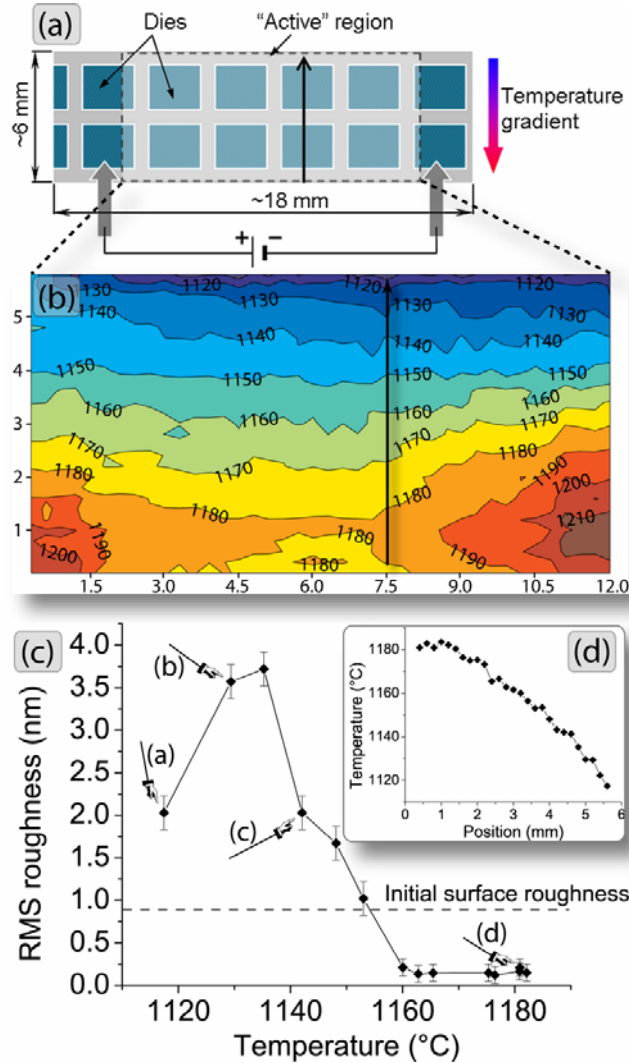 (a)
Dies
“Active” region
~6 mm
Temperature
gradient
~18 mm
+ −
(b)
1120 1120
1130 1130 1130
1140 1140 1140
1150 1150 1150
1160 1160 1160
1170 1170 1170 1170
1180 1180 1180 1180
1190 1190 1190
1200 1200
1210
1180
5
4
3
2
1
1.5 3.0 4.5 6.0 7.5 9.0 10.5 12.0
(c)
4.0
3.5
3.0
2.5
2.0
1.5
1.0
0.5
0.0
RMS roughness (nm)
(b)
(a)
(c)
(d)
Initial surface roughness
1120 1140 1160 1180
Temperature (°C)
(d)
1180
1160
1140
1120
Temperature (°C)
0 1 2 3 4 5 6
Position (mm)